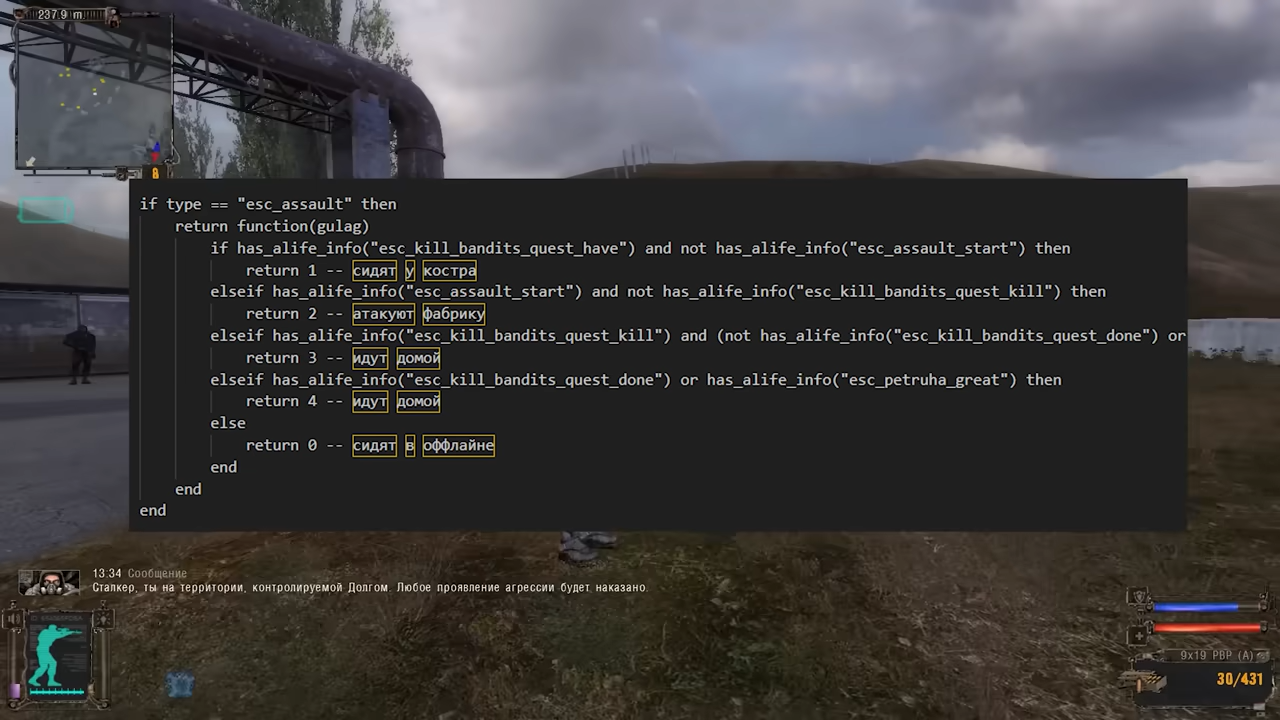 237.9 m
8
if type == "esc_assault" then
return function(gulag)
if has_alife_info("esc_kill_bandits_quest_have") and not has_alife_info("esc_assault_start") then
return 1 -- сидят у костра
elseif has_alife_info("esc_assault_start") and not has_alife_info("esc_kill_bandits_quest_kill") then
return 2 -- атакуют фабрику
elseif has_alife_info("esc_kill_bandits_quest_kill") and (not has_alife_info("esc_kill_bandits_quest_done") or
return 3 -- идут домой
elseif has_alife_info("esc_kill_bandits_quest_done") or has_alife_info("esc_petruha_great") then
return 4 -- идут домой
else
return 0 -- сидят в оффлайне
end
end
end
13:34 Сообщение
Сталкер, ты на территории, контролируемой Долгом. Любое проявление агрессии будет наказано.
9x19 PBP (A)
30/431